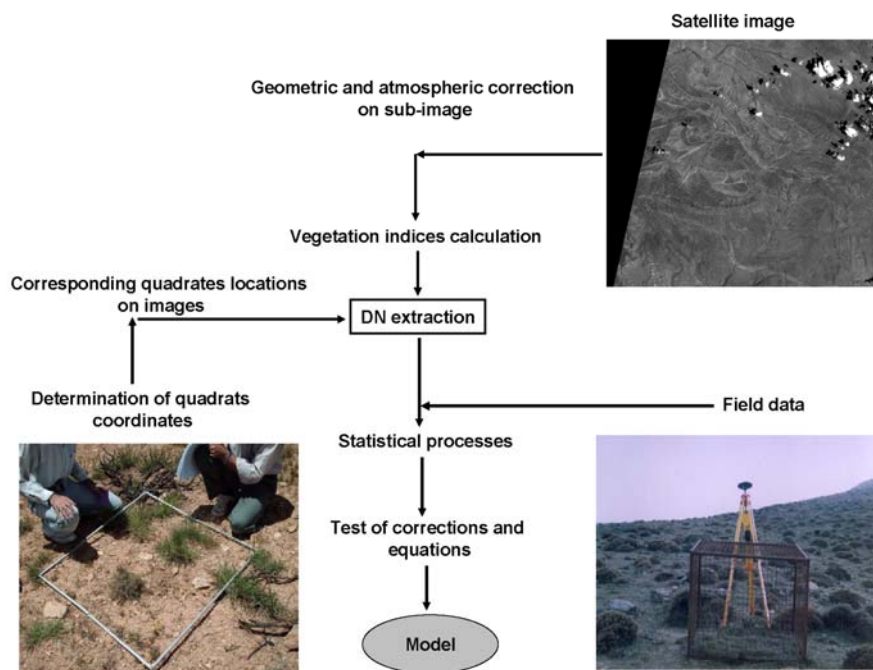 Satellite image
Geometric and atmospheric correction
on sub-image
Vegetation indices calculation
Corresponding quadrates locations
on images
DN extraction
Determination of quadrats
coordinates
Field data
Statistical processes
Test of corrections and
equations
Model